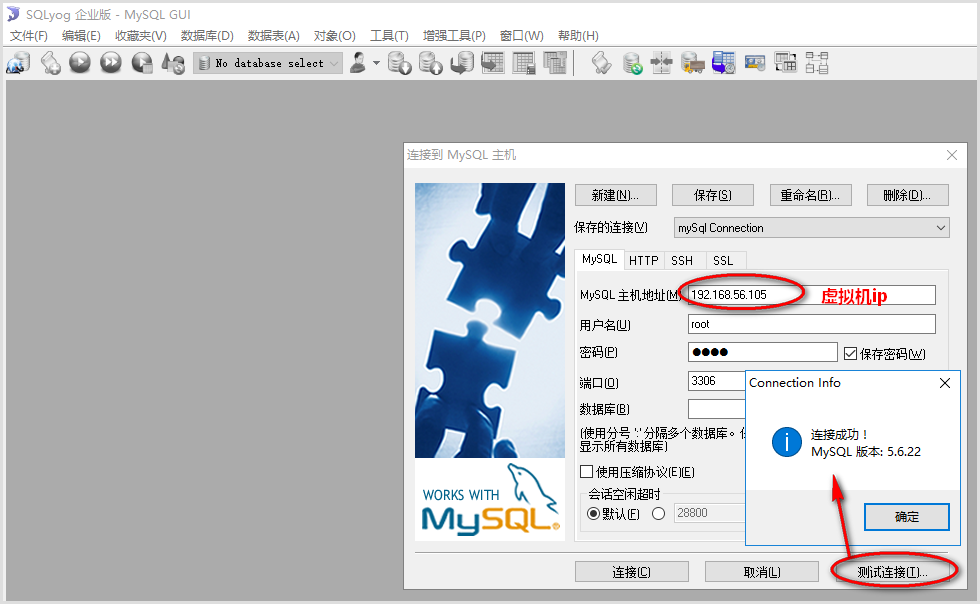 SQLyog 企业版 - MySQL GUI
文件(F) 编辑(E) 收藏夹(V) 数据库(D) 数据表(A) 对象(O) 工具(T) 增强工具(P) 窗口(W) 帮助(H)
No database select
连接到 MySQL 主机
新建(N)... 保存(S) 重命名(R)... 删除(D)...
保存的连接(V) mySql Connection
MySQL HTTP SSH SSL
MySQL 主机地址(M) 192.168.56.105 虚拟机ip
用户名(U) root
密码(P) ●●●● 保存密码(W)
端口(O) 3306
数据库(B)
(使用分号 ';' 分隔多个数据库。
显示所有数据库)
使用压缩协议(E)(E)
会话空闲超时
默认(F) 28800
Connection Info
连接成功！
MySQL 版本: 5.6.22
确定
WORKS WITH
MySQL®
连接(C) 取消(L) 测试连接(T)...